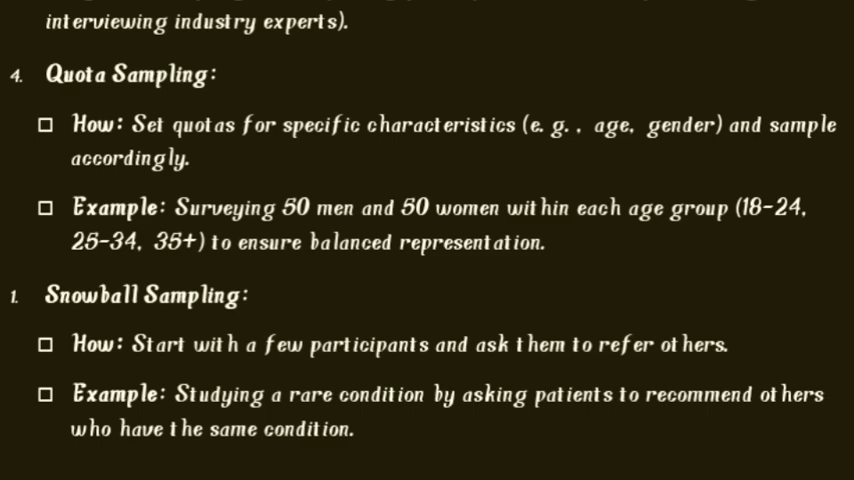 interviewing industry experts).
4. Quota Sampling:
□ How: Set quotas for specific characteristics (e. g. , age, gender) and sample
accordingly.
□ Example: Surveying 50 men and 50 women within each age group (18-24,
25-34, 35+) to ensure balanced representation.
1. Snowball Sampling:
□ How: Start with a few participants and ask them to refer others.
□ Example: Studying a rare condition by asking patients to recommend others
who have the same condition.